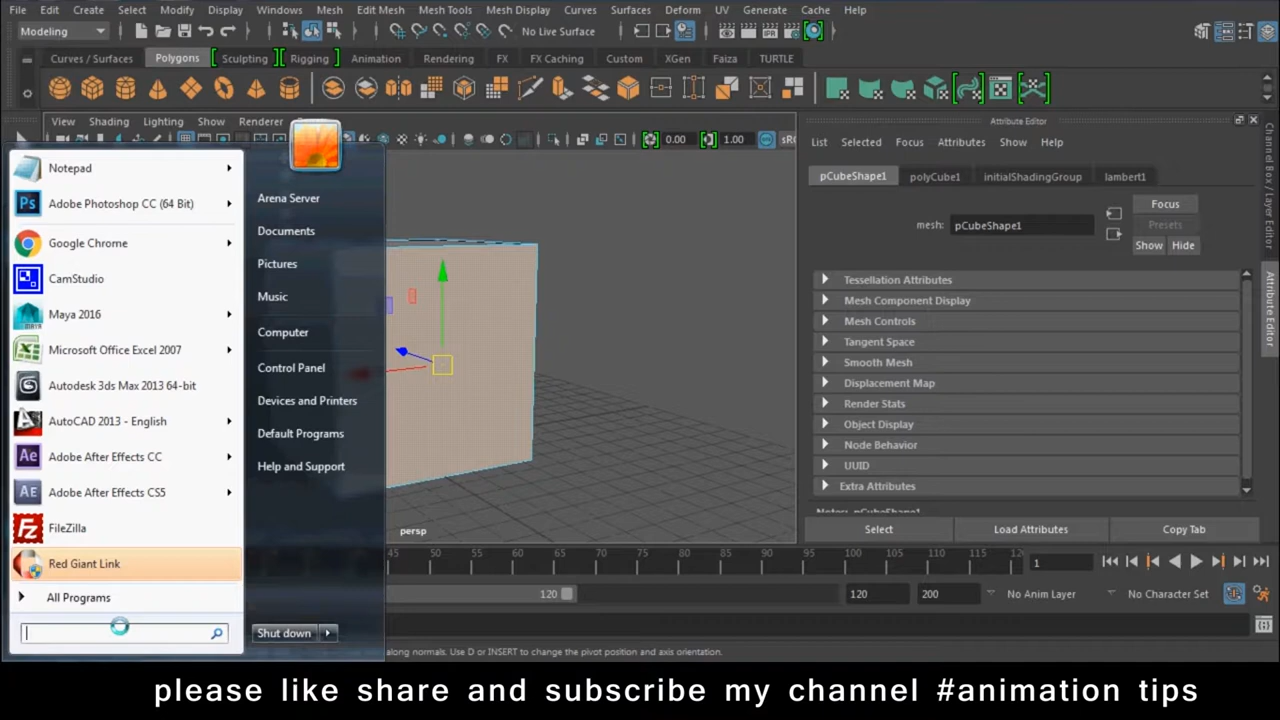 File Edit Create Select Modify Display Windows Mesh Edit Mesh Mesh Tools Mesh Display Curves Surfaces Deform UV Generate Cache Help
Modeling No Live Surface
Curves / Surfaces Polygons Sculpting Rigging Animation Rendering FX FX Caching Custom XGen Faiza TURTLE
View Shading Lighting Show Renderer
0.00 1.00
Attribute Editor
List Selected Focus Attributes Show Help
pCubeShape1 polyCube1 initialShadingGroup lambert1
Focus
mesh: pCubeShape1
Presets
Show Hide
Tessellation Attributes
Mesh Component Display
Mesh Controls
Tangent Space
Smooth Mesh
Displacement Map
Render Stats
Object Display
Node Behavior
UUID
Extra Attributes
Notes: pCubeShape1
Select Load Attributes Copy Tab
Channel Box / Layer Editor
Attribute Editor
Notepad
Adobe Photoshop CC (64 Bit)
Google Chrome
CamStudio
Maya 2016
Microsoft Office Excel 2007
Autodesk 3ds Max 2013 64-bit
AutoCAD 2013 - English
Adobe After Effects CC
Adobe After Effects CS5
FileZilla
Red Giant Link
All Programs
Arena Server
Documents
Pictures
Music
Computer
Control Panel
Devices and Printers
Default Programs
Help and Support
Shut down
persp
45 50 55 60 65 70 75 80 85 90 95 100 105 110 115 1
120 120 200 No Anim Layer No Character Set
along normals. Use D or INSERT to change the pivot position and axis orientation.
please like share and subscribe my channel #animation tips